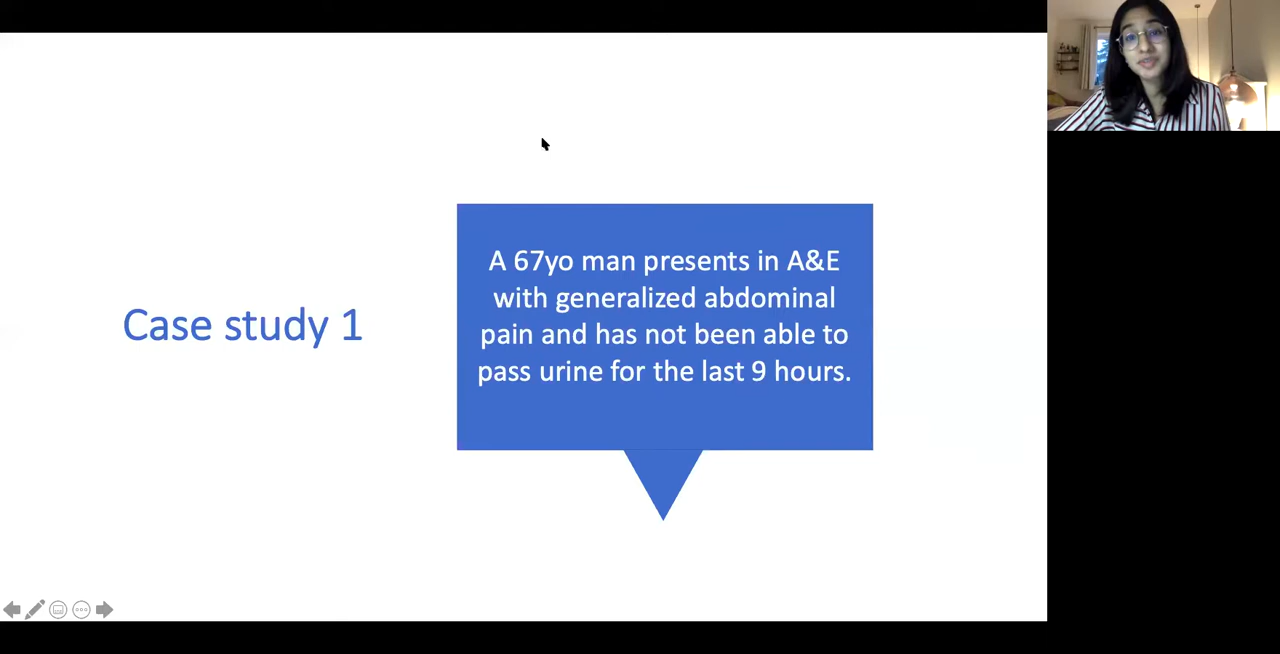 Case study 1
A 67yo man presents in A&E
with generalized abdominal
pain and has not been able to
pass urine for the last 9 hours.